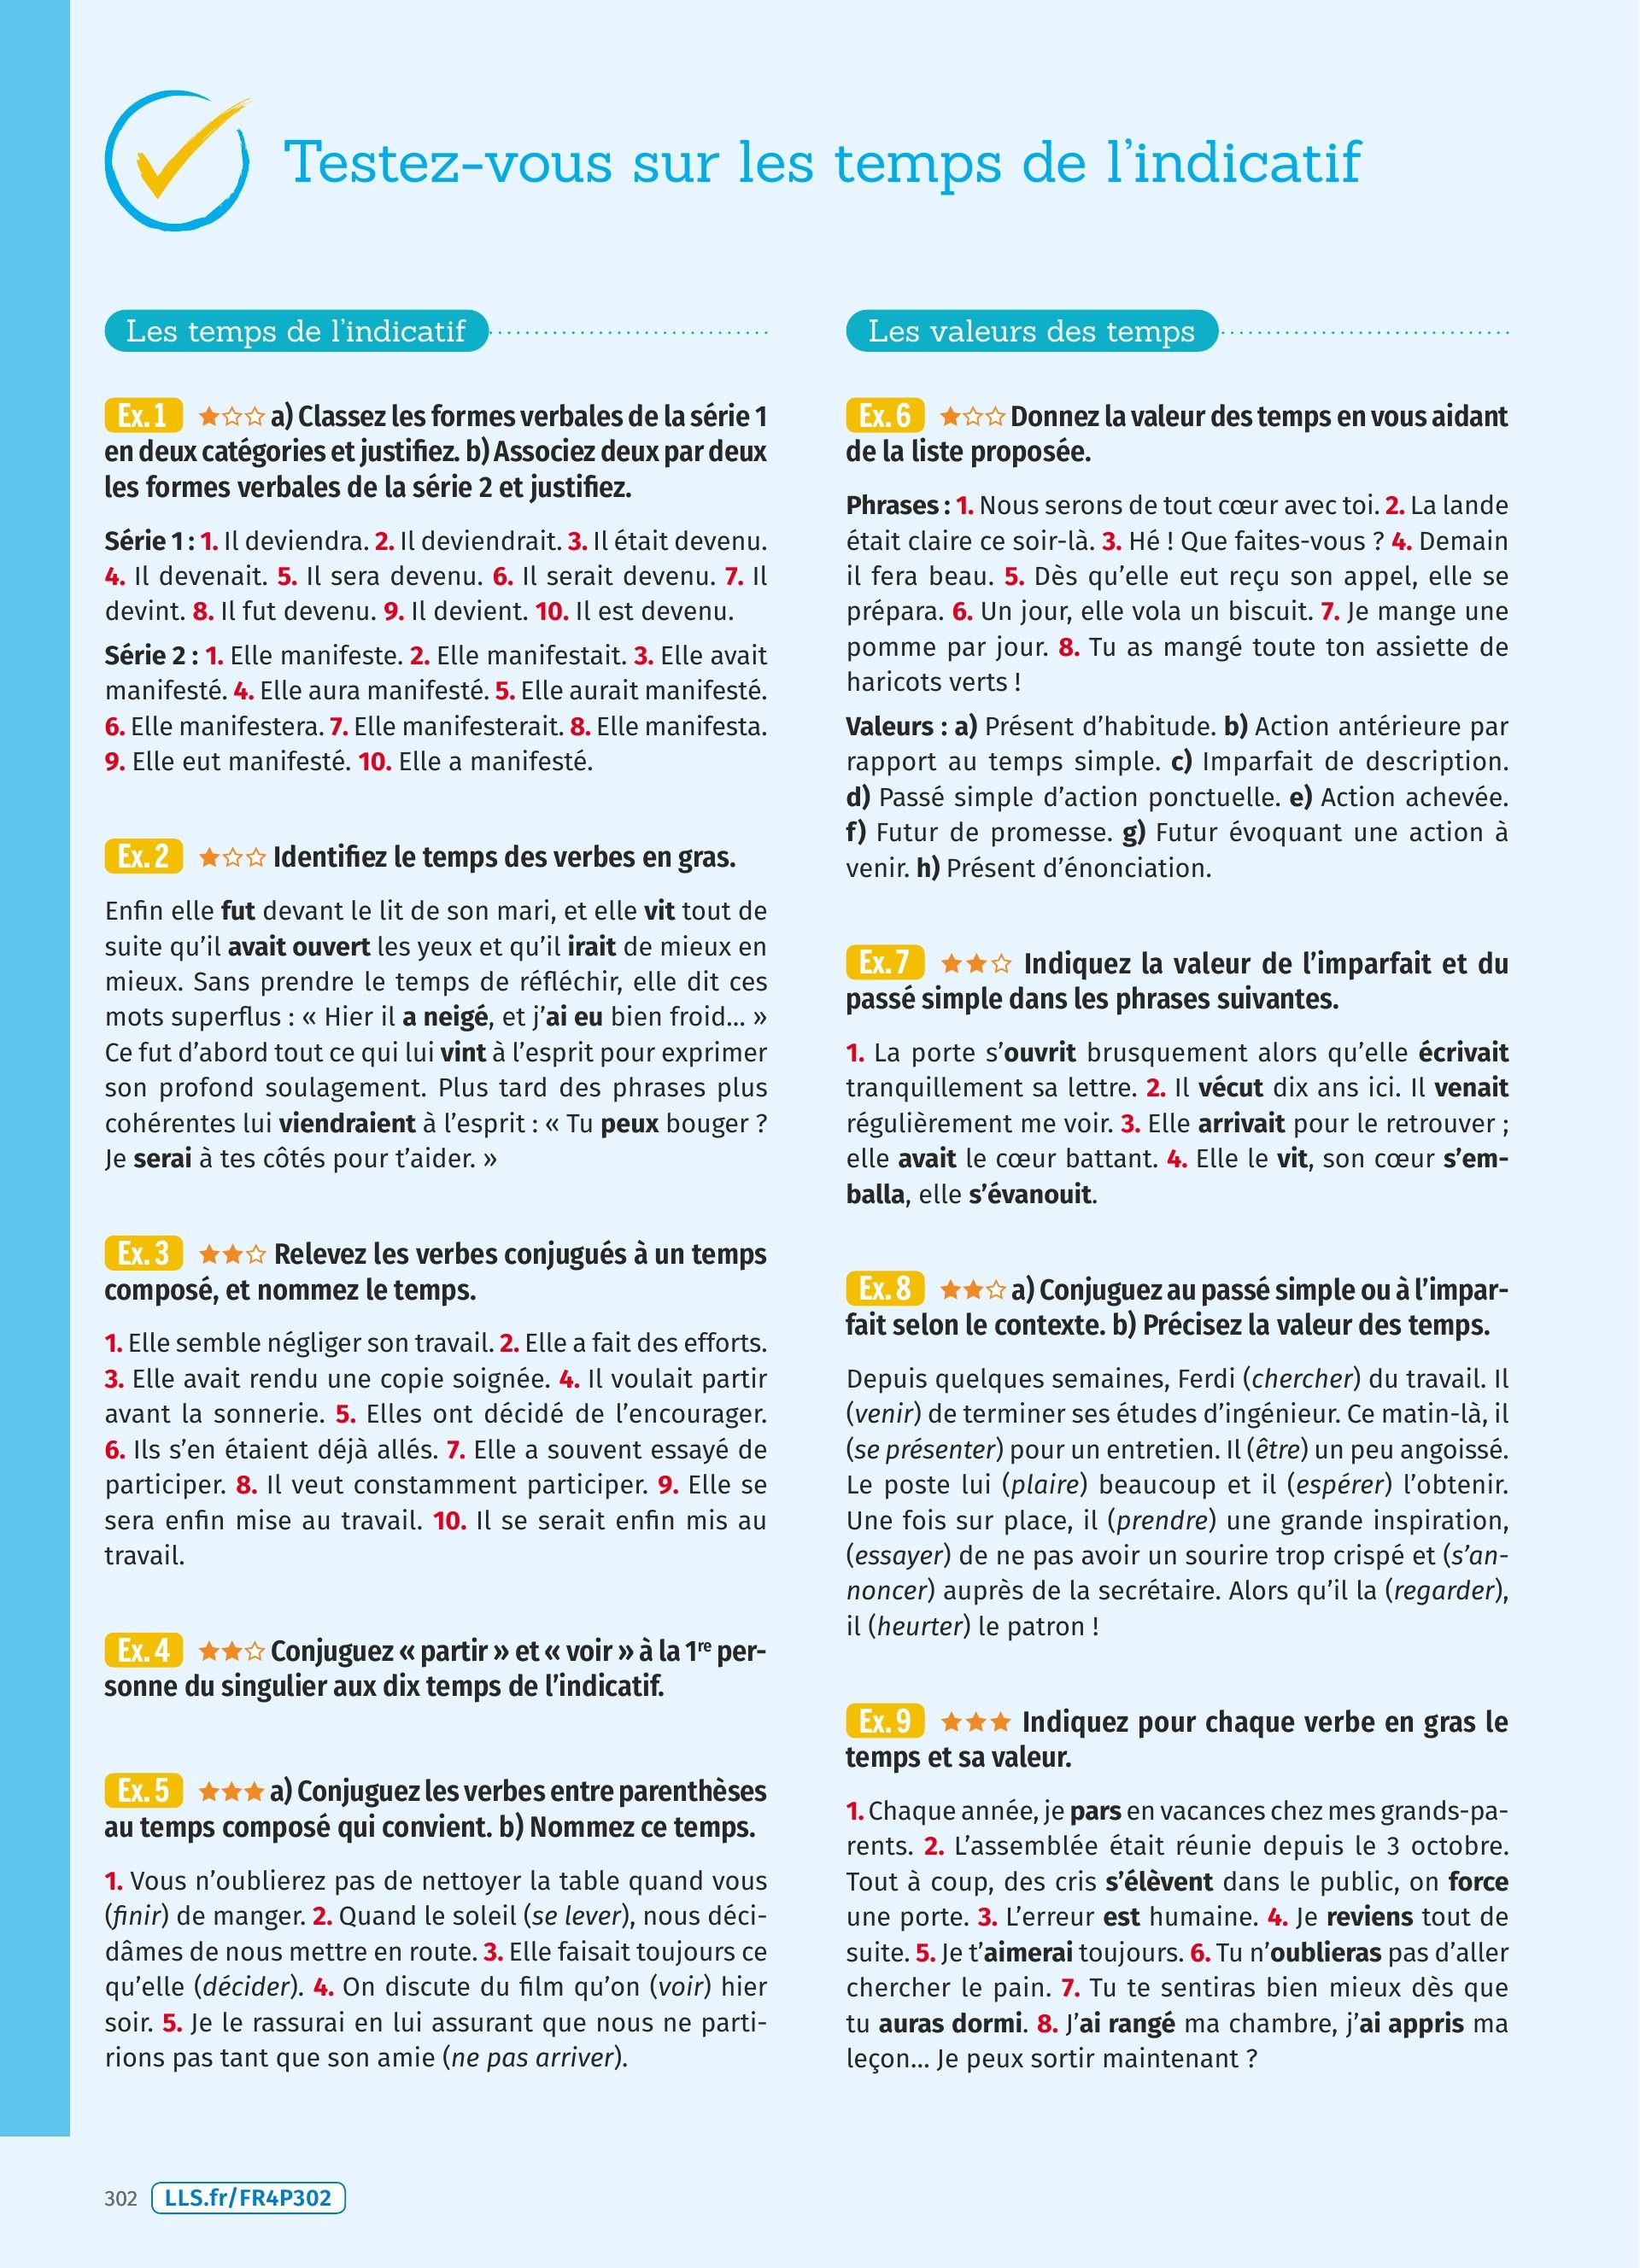 Testez-vous sur les temps de l'indicatif
Les temps de l'indicatif
Ex. 1 a) Classez les formes verbales de la série 1
en deux catégories et justifiez. b) Associez deux par deux
les formes verbales de la série 2 et justifiez.
Série 1 : 1. Il deviendra. 2. Il deviendrait. 3. Il était devenu.
4. Il devenait. 5. Il sera devenu. 6. Il serait devenu. 7. Il
devint. 8. Il fut devenu. 9. Il devient. 10. Il est devenu.
Série 2 : 1. Elle manifeste. 2. Elle manifestait. 3. Elle avait
manifesté. 4. Elle aura manifesté. 5. Elle aurait manifesté.
6. Elle manifestera. 7. Elle manifesterait. 8. Elle manifesta.
9. Elle eut manifesté. 10. Elle a manifesté.
Ex. 2 Identifiez le temps des verbes en gras.
Enfin elle fut devant le lit de son mari, et elle vit tout de
suite qu'il avait ouvert les yeux et qu'il irait de mieux en
mieux. Sans prendre le temps de réfléchir, elle dit ces
mots superflus : « Hier il a neigé, et j'ai eu bien froid... »
Ce fut d'abord tout ce qui lui vint à l'esprit pour exprimer
son profond soulagement. Plus tard des phrases plus
cohérentes lui viendraient à l'esprit : « Tu peux bouger ?
Je serai à tes côtés pour t'aider. »
Ex. 3 Relevez les verbes conjugués à un temps
composé, et nommez le temps.
1. Elle semble négliger son travail. 2. Elle a fait des efforts.
3. Elle avait rendu une copie soignée. 4. Il voulait partir
avant la sonnerie. 5. Elles ont décidé de l'encourager.
6. Ils s'en étaient déjà allés. 7. Elle a souvent essayé de
participer. 8. Il veut constamment participer. 9. Elle se
sera enfin mise au travail. 10. Il se serait enfin mis au
travail.
Ex. 4 Conjuguez « partir » et « voir » à la 1re per-
sonne du singulier aux dix temps de l'indicatif.
Ex. 5 a) Conjuguez les verbes entre parenthèses
au temps composé qui convient. b) Nommez ce temps.
1. Vous n'oublierez pas de nettoyer la table quand vous
(finir) de manger. 2. Quand le soleil (se lever), nous déci-
dâmes de nous mettre en route. 3. Elle faisait toujours ce
qu'elle (décider). 4. On discute du film qu'on (voir) hier
soir. 5. Je le rassurai en lui assurant que nous ne parti-
rions pas tant que son amie (ne pas arriver).
Les valeurs des temps
Ex. 6 Donnez la valeur des temps en vous aidant
de la liste proposée.
Phrases : 1. Nous serons de tout cœur avec toi. 2. La lande
était claire ce soir-là. 3. Hé ! Que faites-vous ? 4. Demain
il fera beau. 5. Dès qu'elle eut reçu son appel, elle se
prépara. 6. Un jour, elle vola un biscuit. 7. Je mange une
pomme par jour. 8. Tu as mangé toute ton assiette de
haricots verts !
Valeurs : a) Présent d'habitude. b) Action antérieure par
rapport au temps simple. c) Imparfait de description.
d) Passé simple d'action ponctuelle. e) Action achevée.
f) Futur de promesse. g) Futur évoquant une action à
venir. h) Présent d'énonciation.
Ex. 7 Indiquez la valeur de l'imparfait et du
passé simple dans les phrases suivantes.
1. La porte s'ouvrit brusquement alors qu'elle écrivait
tranquillement sa lettre. 2. Il vécut dix ans ici. Il venait
régulièrement me voir. 3. Elle arrivait pour le retrouver ;
elle avait le cœur battant. 4. Elle le vit, son cœur s'em-
balla, elle s'évanouit.
Ex. 8 a) Conjuguez au passé simple ou à l'impar-
fait selon le contexte. b) Précisez la valeur des temps.
Depuis quelques semaines, Ferdi (chercher) du travail. Il
(venir) de terminer ses études d'ingénieur. Ce matin-là, il
(se présenter) pour un entretien. Il (être) un peu angoissé.
Le poste lui (plaire) beaucoup et il (espérer) l'obtenir.
Une fois sur place, il (prendre) une grande inspiration,
(essayer) de ne pas avoir un sourire trop crispé et (s'an-
noncer) auprès de la secrétaire. Alors qu'il la (regarder),
il (heurter) le patron !
Ex. 9 Indiquez pour chaque verbe en gras le
temps et sa valeur.
1. Chaque année, je pars en vacances chez mes grands-pa-
rents. 2. L'assemblée était réunie depuis le 3 octobre.
Tout à coup, des cris s'élèvent dans le public, on force
une porte. 3. L'erreur est humaine. 4. Je reviens tout de
suite. 5. Je t'aimerai toujours. 6. Tu n'oublieras pas d'aller
chercher le pain. 7. Tu te sentiras bien mieux dès que
tu auras dormi. 8. J'ai rangé ma chambre, j'ai appris ma
leçon... Je peux sortir maintenant ?
302 LLS.fr/FR4P302